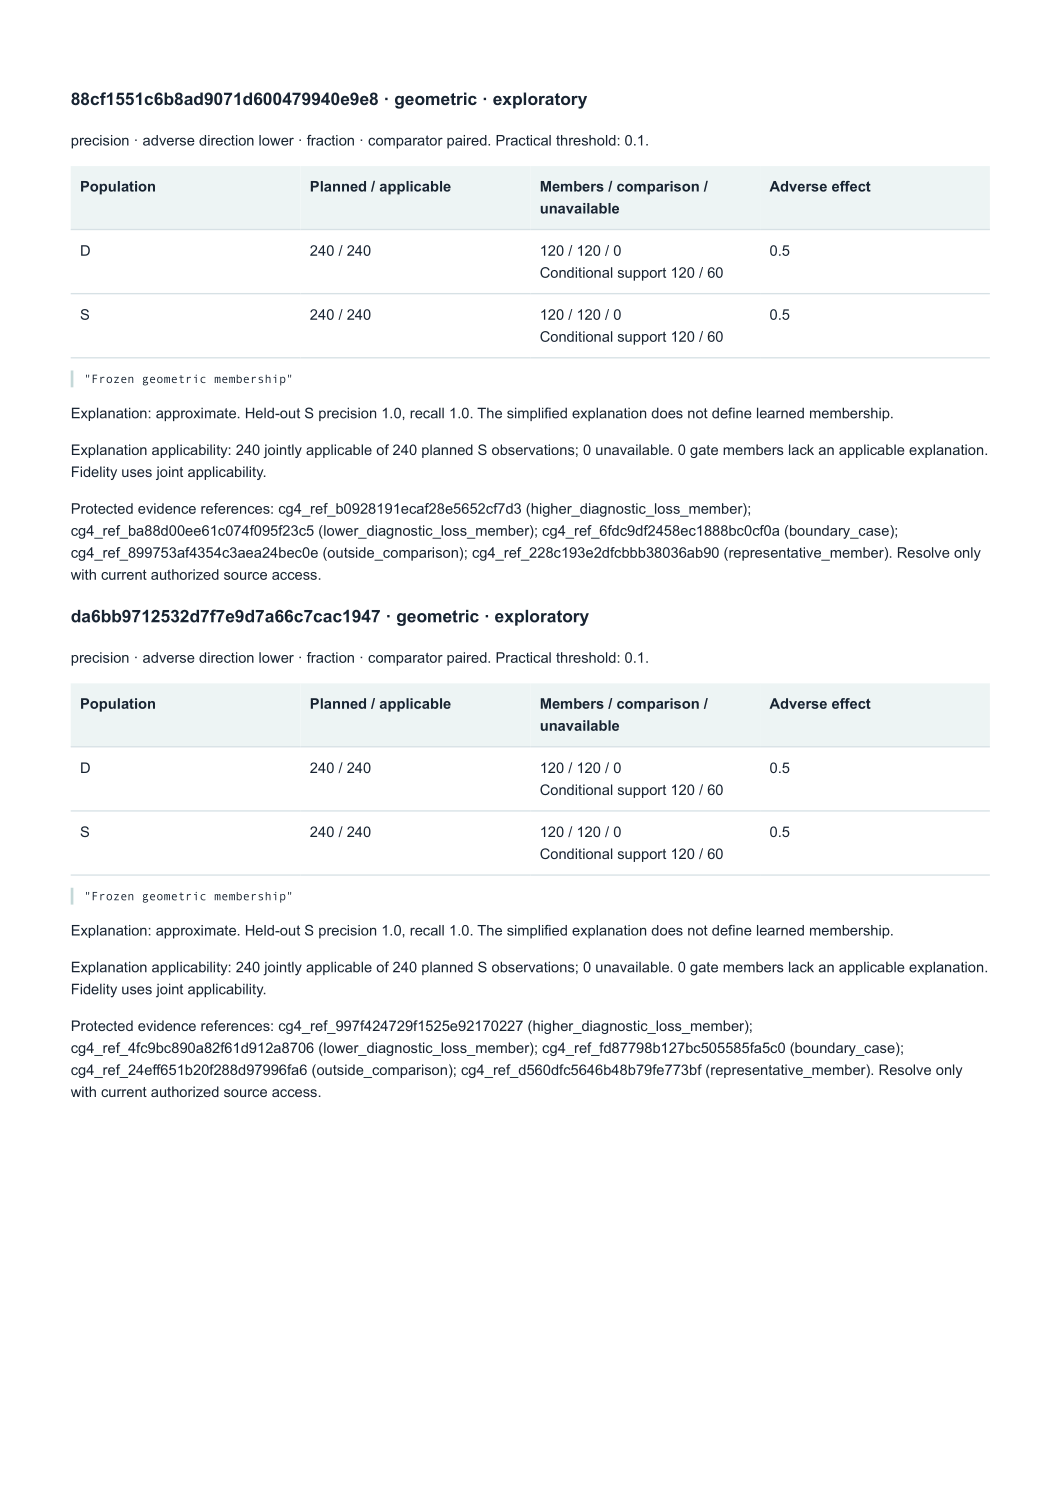 88cf1551c6b8ad9071d600479940e9e8 · geometric · exploratory
precision · adverse direction lower · fraction · comparator paired. Practical threshold: 0.1.
Population Planned / applicable Members / comparison / unavailable Adverse effect
D 240 / 240 120 / 120 / 0 0.5
Conditional support 120 / 60
S 240 / 240 120 / 120 / 0 0.5
Conditional support 120 / 60
"Frozen geometric membership"
Explanation: approximate. Held-out S precision 1.0, recall 1.0. The simplified explanation does not define learned membership.
Explanation applicability: 240 jointly applicable of 240 planned S observations; 0 unavailable. 0 gate members lack an applicable explanation.
Fidelity uses joint applicability.
Protected evidence references: cg4_ref_b0928191ecaf28e5652cf7d3 (higher_diagnostic_loss_member);
cg4_ref_ba88d00ee61c074f095f23c5 (lower_diagnostic_loss_member); cg4_ref_6fdc9df2458ec1888bc0cf0a (boundary_case);
cg4_ref_899753af4354c3aea24bec0e (outside_comparison); cg4_ref_228c193e2dfcbbb38036ab90 (representative_member). Resolve only
with current authorized source access.
da6bb9712532d7f7e9d7a66c7cac1947 · geometric · exploratory
precision · adverse direction lower · fraction · comparator paired. Practical threshold: 0.1.
Population Planned / applicable Members / comparison / unavailable Adverse effect
D 240 / 240 120 / 120 / 0 0.5
Conditional support 120 / 60
S 240 / 240 120 / 120 / 0 0.5
Conditional support 120 / 60
"Frozen geometric membership"
Explanation: approximate. Held-out S precision 1.0, recall 1.0. The simplified explanation does not define learned membership.
Explanation applicability: 240 jointly applicable of 240 planned S observations; 0 unavailable. 0 gate members lack an applicable explanation.
Fidelity uses joint applicability.
Protected evidence references: cg4_ref_997f424729f1525e92170227 (higher_diagnostic_loss_member);
cg4_ref_4fc9bc890a82f61d912a8706 (lower_diagnostic_loss_member); cg4_ref_fd87798b127bc505585fa5c0 (boundary_case);
cg4_ref_24eff651b20f288d97996fa6 (outside_comparison); cg4_ref_d560dfc5646b48b79fe773bf (representative_member). Resolve only
with current authorized source access.